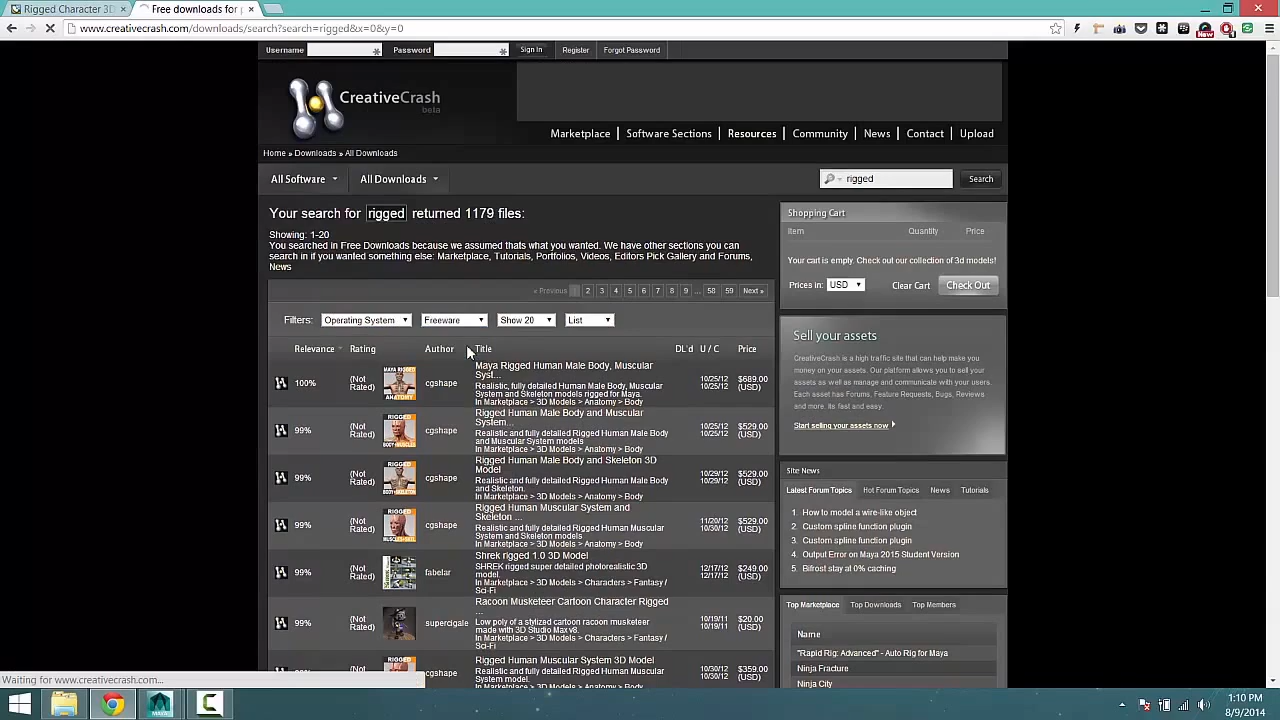 Rigged Character 3D
Free downloads for
www.creativecrash.com/downloads/search?search=rigged&x=0&y=0
Username Password Sign In Register Forgot Password
CreativeCrash
beta
Marketplace Software Sections Resources Community News Contact Upload
Home » Downloads » All Downloads
All Software All Downloads rigged Search
Your search for rigged returned 1179 files:
Showing: 1-20
You searched in Free Downloads because we assumed thats what you wanted. We have other sections you can
search in if you wanted something else: Marketplace, Tutorials, Portfolios, Videos, Editors Pick Gallery and Forums,
News
« Previous 1 2 3 4 5 6 7 8 9 ... 58 59 Next »
Filters: Operating System Freeware Show 20 List
Relevance Rating Author Title DL'd U / C Price
100% (Not Rated) cgshape
Maya Rigged Human Male Body, Muscular
Syst...
Realistic, fully detailed Human Male Body, Muscular
System and Skeleton models rigged for Maya.
In Marketplace > 3D Models > Anatomy > Body
10/25/12
10/25/12
$689.00
(USD)
99% (Not Rated) cgshape
Rigged Human Male Body and Muscular
System...
Realistic and fully detailed Rigged Human Male Body
and Muscular System models
In Marketplace > 3D Models > Anatomy > Body
10/25/12
10/25/12
$529.00
(USD)
99% (Not Rated) cgshape
Rigged Human Male Body and Skeleton 3D
Model
Realistic and fully detailed Rigged Human Male Body
and Skeleton.
In Marketplace > 3D Models > Anatomy > Body
10/29/12
10/29/12
$529.00
(USD)
99% (Not Rated) cgshape
Rigged Human Muscular System and
Skeleton ...
Realistic and fully detailed Rigged Human Muscular
System and Skeleton models
In Marketplace > 3D Models > Anatomy > Body
11/20/12
10/30/12
$529.00
(USD)
99% (Not Rated) fabelar
Shrek rigged 1.0 3D Model
SHREK rigged super detailed photorealistic 3D
model.
In Marketplace > 3D Models > Characters > Fantasy /
Sci-Fi
12/17/12
12/17/12
$249.00
(USD)
99% (Not Rated) supercigale
Racoon Musketeer Cartoon Character Rigged
...
Low poly of a stylized cartoon racoon musketeer
made with 3D Studio Max v8.
In Marketplace > 3D Models > Characters > Fantasy /
Sci-Fi
10/19/11
10/19/11
$20.00
(USD)
99% (Not Rated) cgshape
Rigged Human Muscular System 3D Model
Realistic and fully detailed Rigged Human Muscular
System model.
In Marketplace > 3D Models > Anatomy > Body
10/30/12
10/30/12
$359.00
(USD)
Shopping Cart
Item Quantity Price
Your cart is empty. Check out our collection of 3d models!
Prices in: USD Clear Cart Check Out
Sell your assets
CreativeCrash is a high traffic site that can help make
you money on your assets. Our platform allows you to sell
your assets as well as manage and communicate with your users.
Each asset has Forums, Feature Requests, Bugs, Reviews
and more. Its fast and easy.
Start selling your assets now
Site News
Latest Forum Topics Hot Forum Topics News Tutorials
1. How to model a wire-like object
2. Custom spline function plugin
3. Custom spline function plugin
4. Output Error on Maya 2015 Student Version
5. Bifrost stay at 0% caching
Top Marketplace Top Downloads Top Members
Name
"Rapid Rig: Advanced" - Auto Rig for Maya
Ninja Fracture
Ninja City
Waiting for www.creativecrash.com...
1:10 PM
8/9/2014